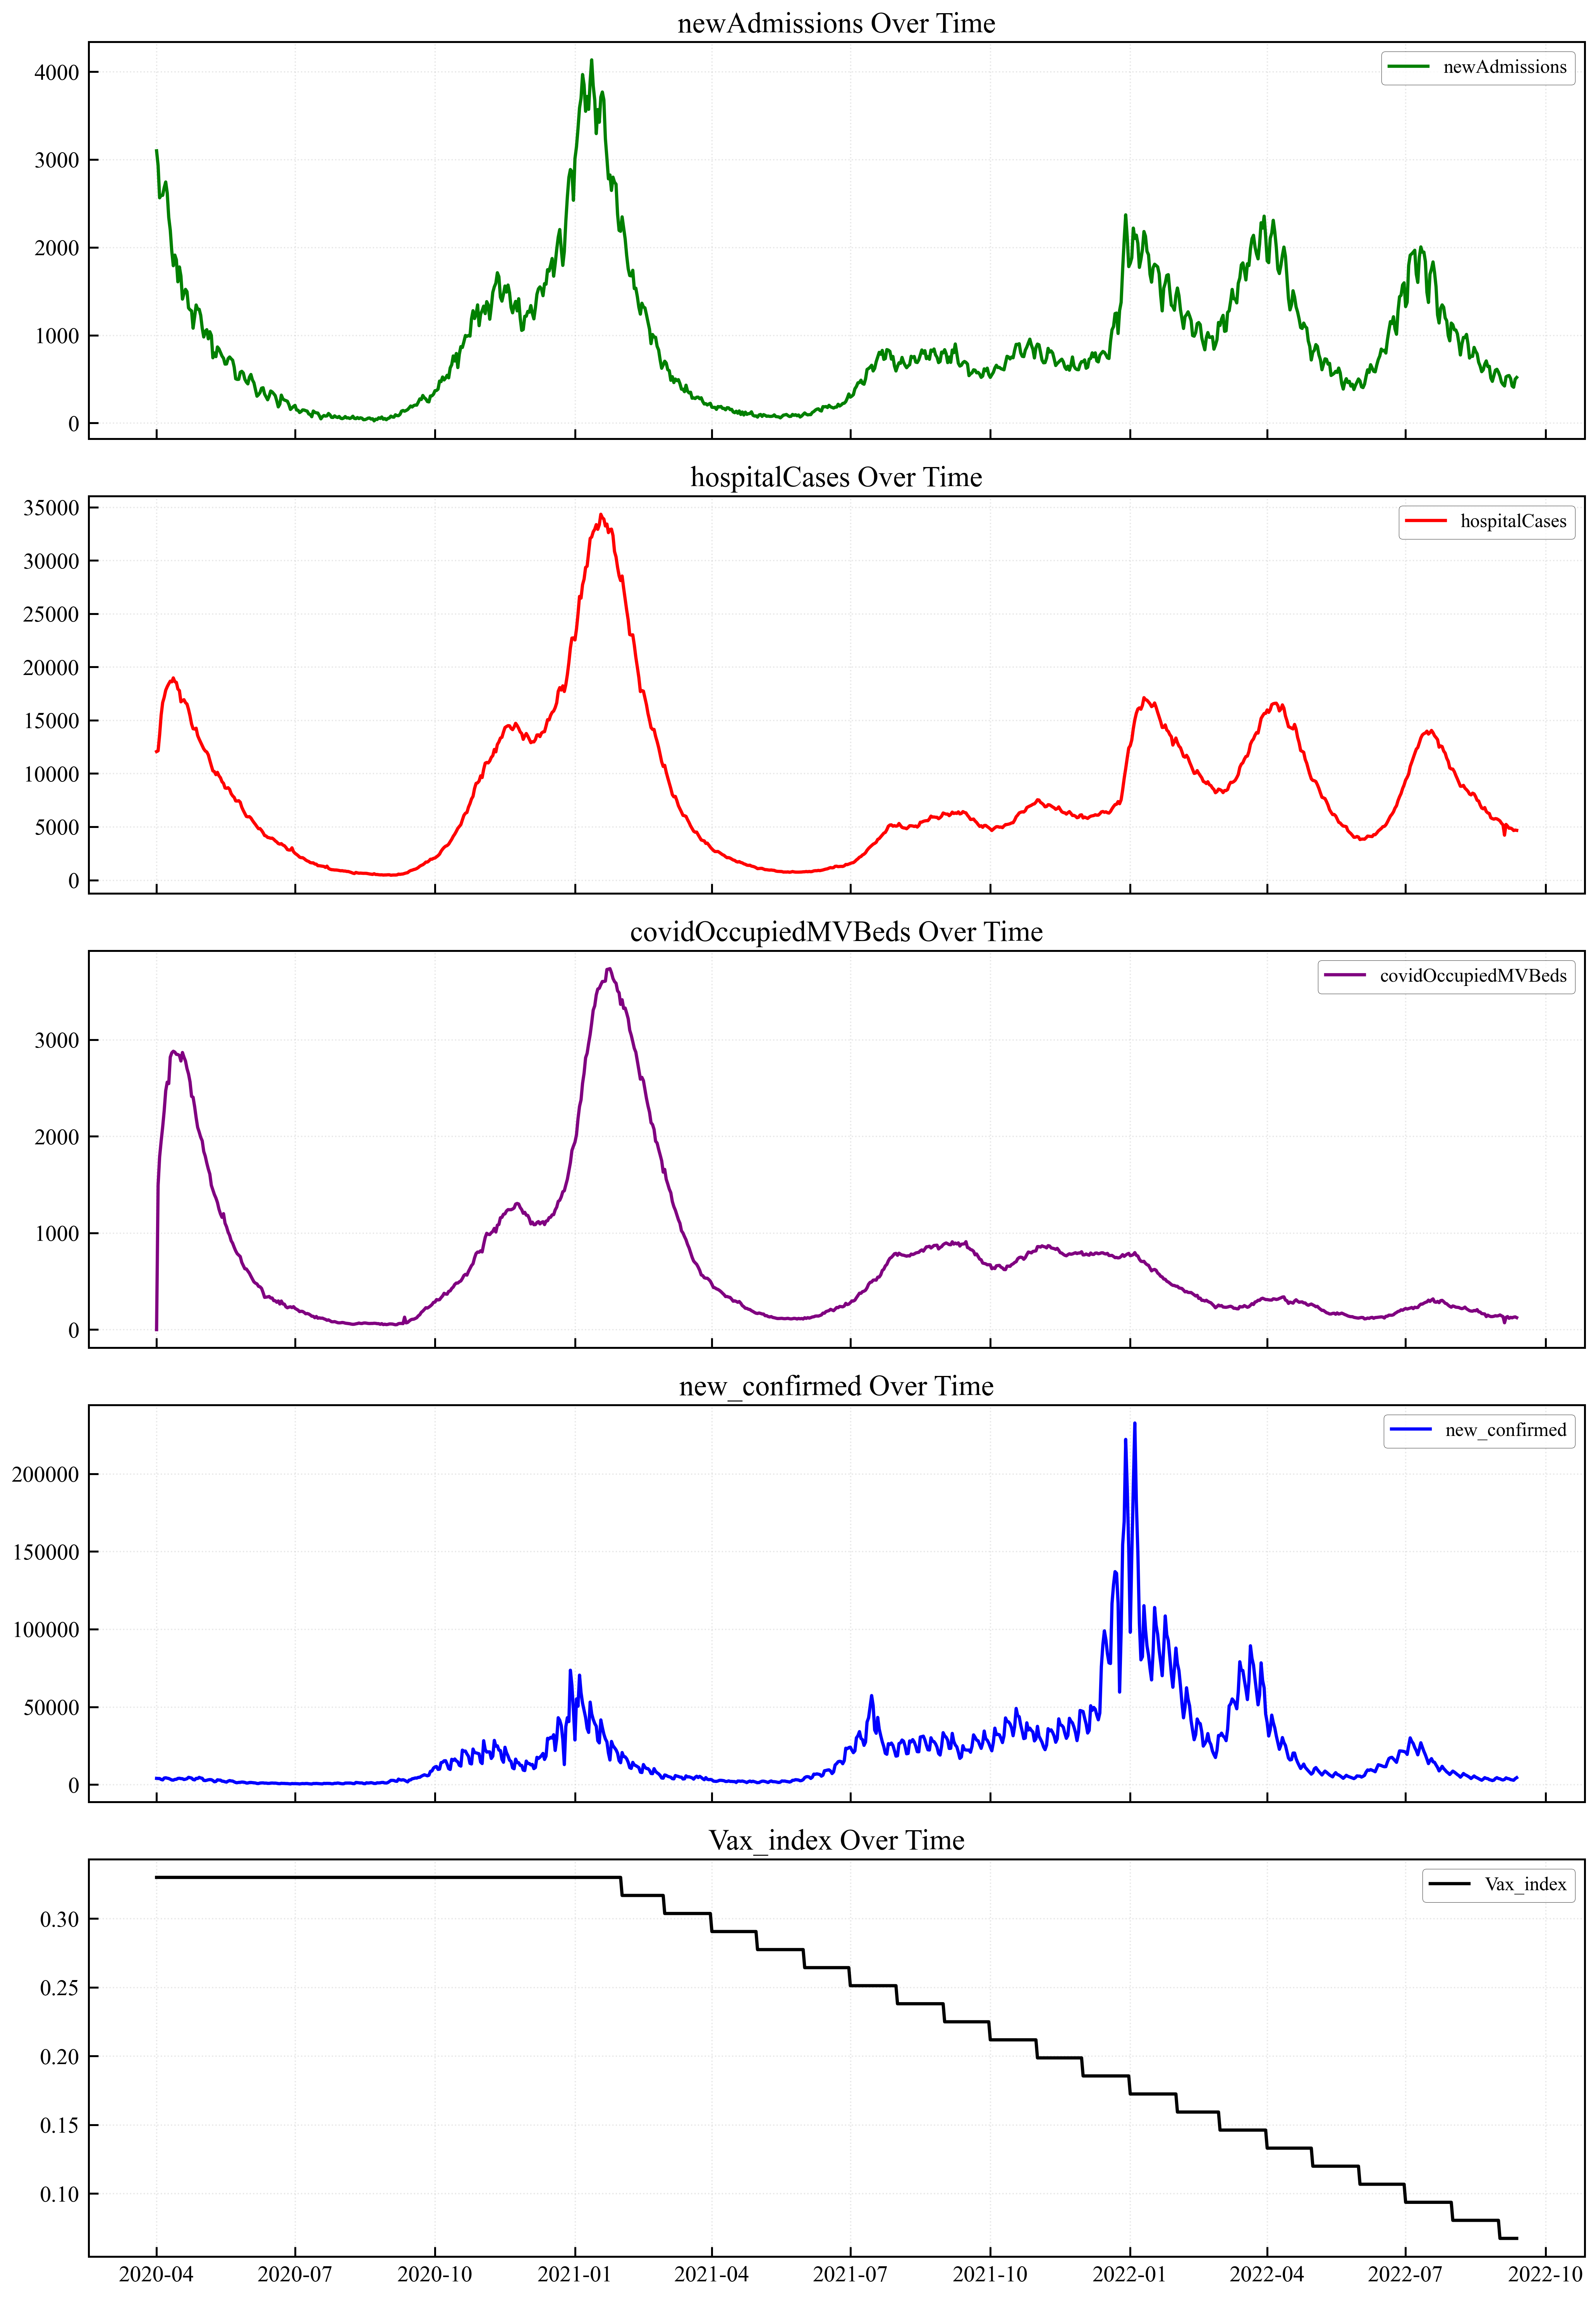 newAdmissions Over Time
4000
3000
2000
1000
0
newAdmissions
hospitalCases Over Time
35000
30000
25000
20000
15000
10000
5000
0
hospitalCases
covidOccupiedMVBeds Over Time
3000
2000
1000
0
covidOccupiedMVBeds
new_confirmed Over Time
200000
150000
100000
50000
0
new_confirmed
Vax_index Over Time
0.30
0.25
0.20
0.15
0.10
Vax_index
2020-04 2020-07 2020-10 2021-01 2021-04 2021-07 2021-10 2022-01 2022-04 2022-07 2022-10